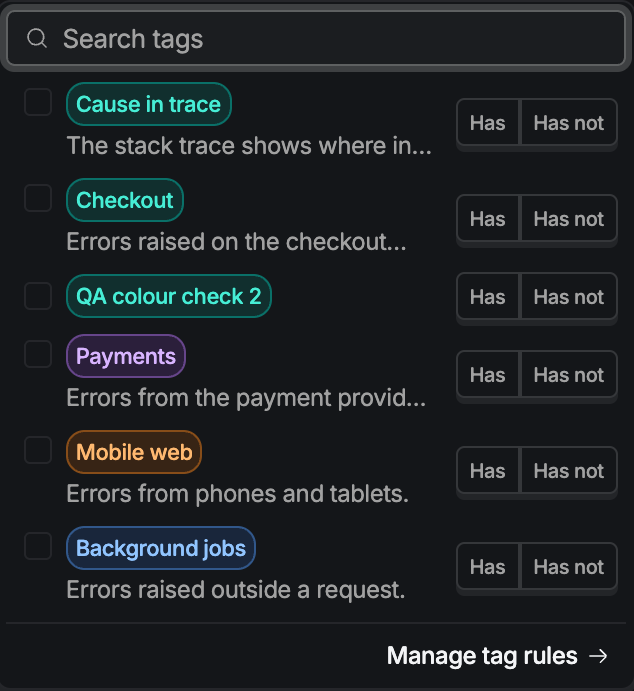 Search tags
Cause in trace
The stack trace shows where in...
Has
Has not
Checkout
Errors raised on the checkout...
Has
Has not
QA colour check 2
Has
Has not
Payments
Errors from the payment provid...
Has
Has not
Mobile web
Errors from phones and tablets.
Has
Has not
Background jobs
Errors raised outside a request.
Has
Has not
Manage tag rules →